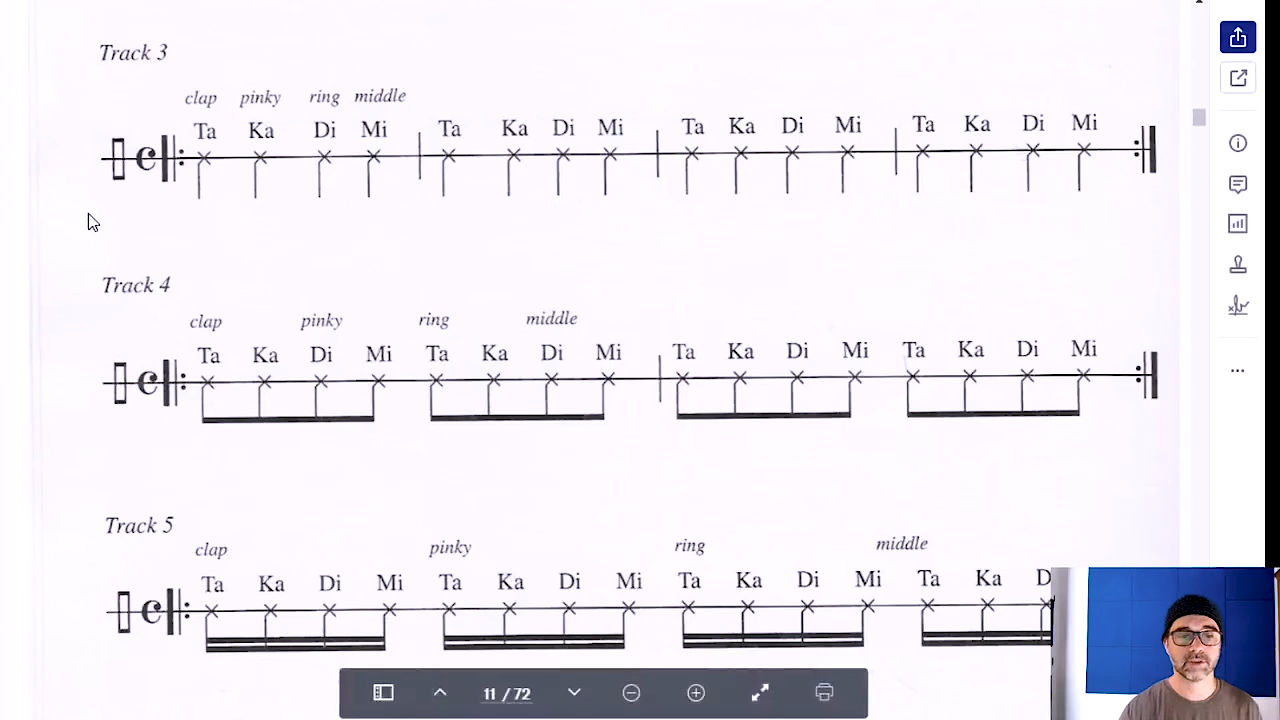 Track 3
clap pinky ring middle
Ta Ka Di Mi Ta Ka Di Mi Ta Ka Di Mi Ta Ka Di Mi
Track 4
clap pinky ring middle
Ta Ka Di Mi Ta Ka Di Mi Ta Ka Di Mi Ta Ka Di Mi
Track 5
clap pinky ring middle
Ta Ka Di Mi Ta Ka Di Mi Ta Ka Di Mi Ta Ka D
11 / 72